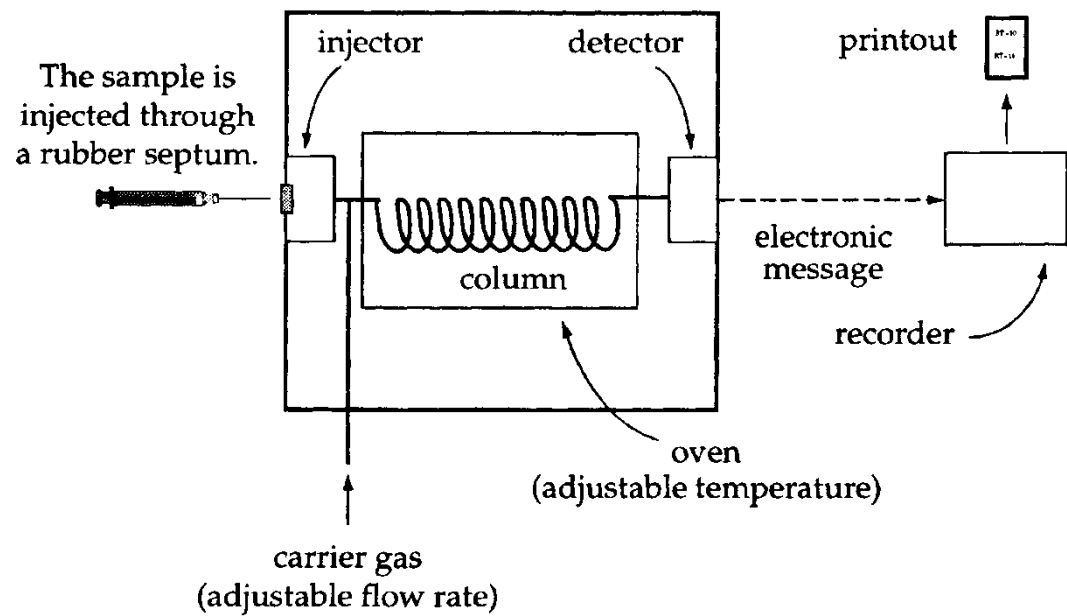 injector
detector
printout
The sample is
injected through
a rubber septum.
column
electronic
message
recorder
oven
(adjustable temperature)
carrier gas
(adjustable flow rate)